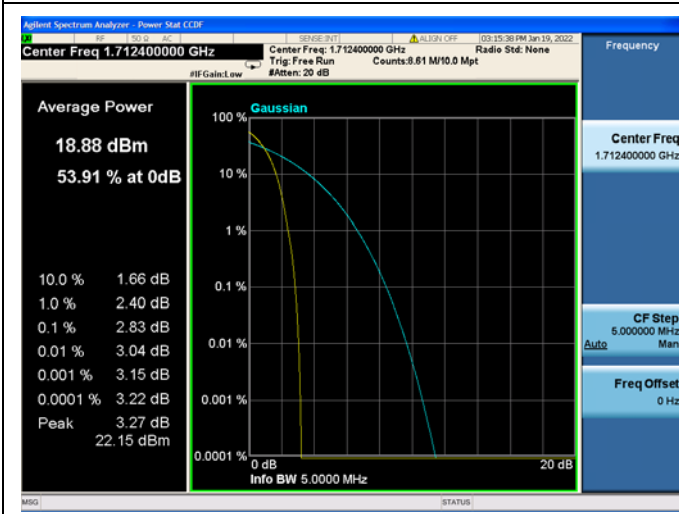 Agilent Spectrum Analyzer - Power Stat CCDF
RF 50 Ω AC SENSE:INT ALIGN OFF 03:15:38 PM Jan 19, 2022
Center Freq 1.712400000 GHz
Center Freq: 1.712400000 GHz Radio Std: None
Trig: Free Run Counts:8.61 M/10.0 Mpt
#IFGain:Low #Atten: 20 dB
Frequency
Average Power
18.88 dBm
53.91 % at 0dB
10.0 % 1.66 dB
1.0 % 2.40 dB
0.1 % 2.83 dB
0.01 % 3.04 dB
0.001 % 3.15 dB
0.0001 % 3.22 dB
Peak 3.27 dB
22.15 dBm
Gaussian
100 %
10 %
1 %
0.1 %
0.01 %
0.001 %
0.0001 %
0 dB 20 dB
Info BW 5.0000 MHz
Center Freq
1.712400000 GHz
CF Step
5.000000 MHz
Auto Man
Freq Offset
0 Hz
MSG STATUS